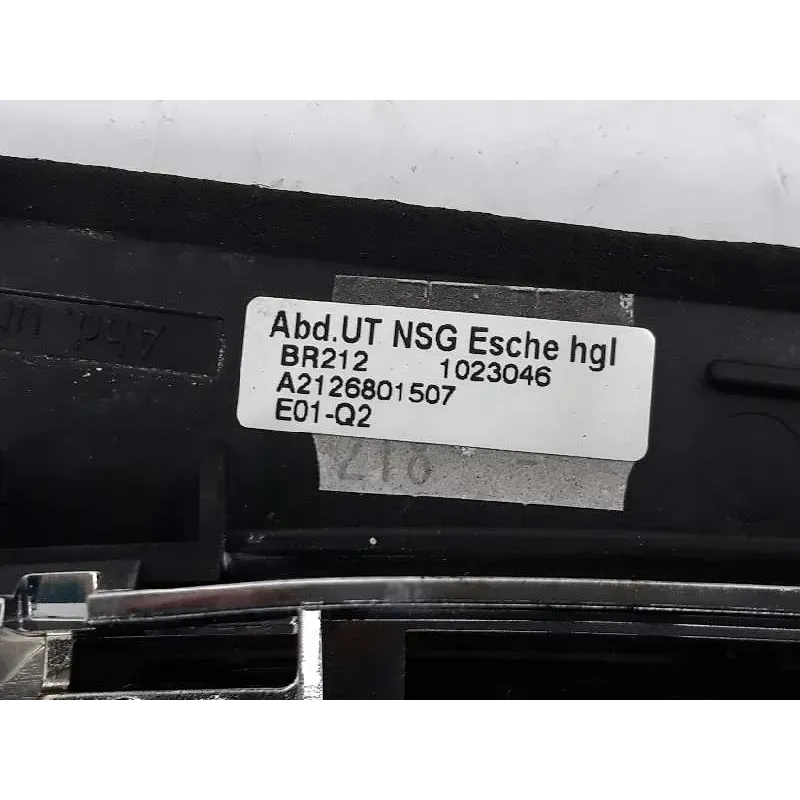 Abd.UT NSG Esche hgl
BR212 1023046
A2126801507
E01-Q2